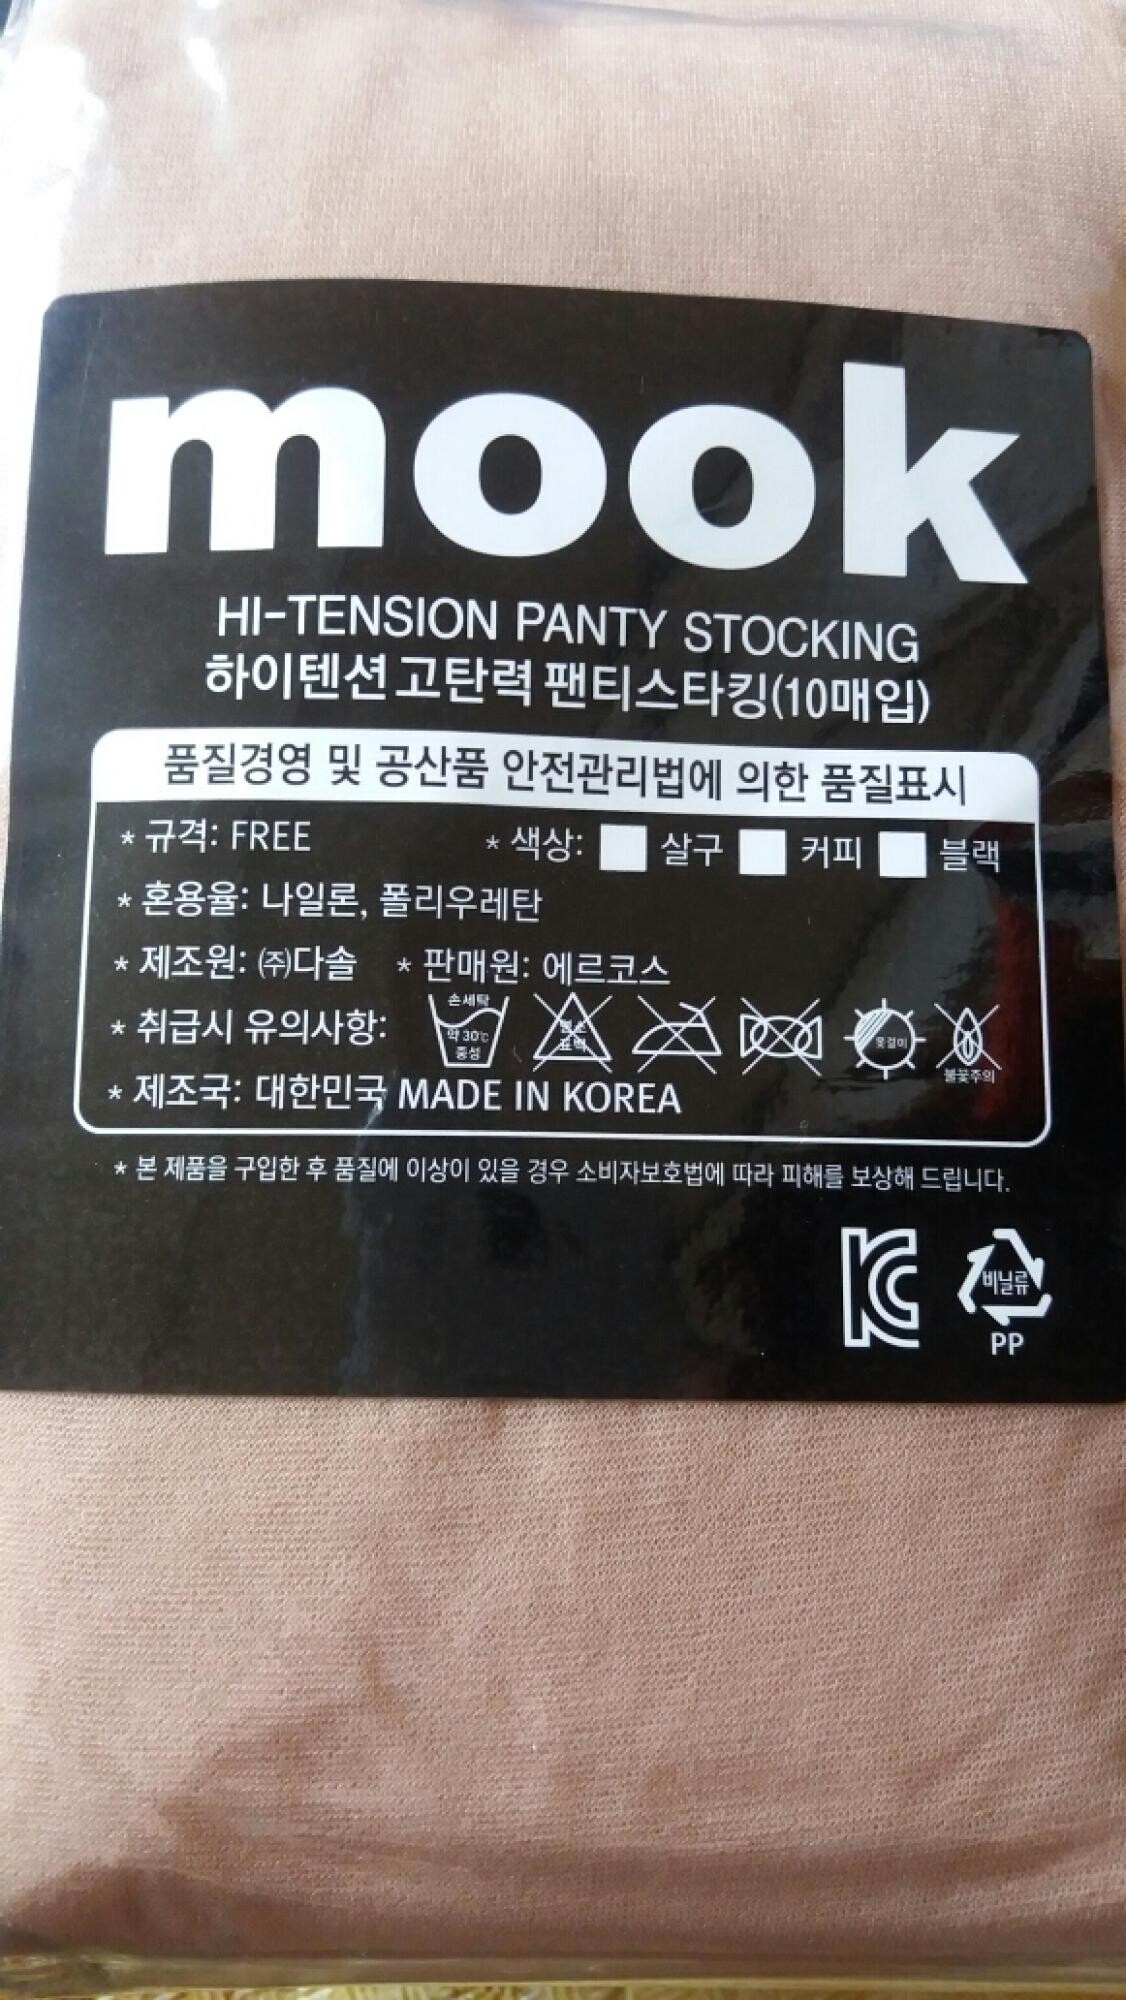 mook
HI-TENSION PANTY STOCKING
하이텐션 고탄력 팬티스타킹(10매입)
품질경영 및 공산품 안전관리법에 의한 품질표시
* 규격: FREE * 색상: 살구 커피 블랙
* 혼용율: 나일론, 폴리우레탄
* 제조원: ㈜다솔 * 판매원: 에르코스
* 취급시 유의사항:
손세탁
약 30℃
중성
염소
표백
옷걸이
불꽃주의
* 제조국: 대한민국 MADE IN KOREA
* 본 제품을 구입한 후 품질에 이상이 있을 경우 소비자보호법에 따라 피해를 보상해 드립니다.
KC
비닐류
PP